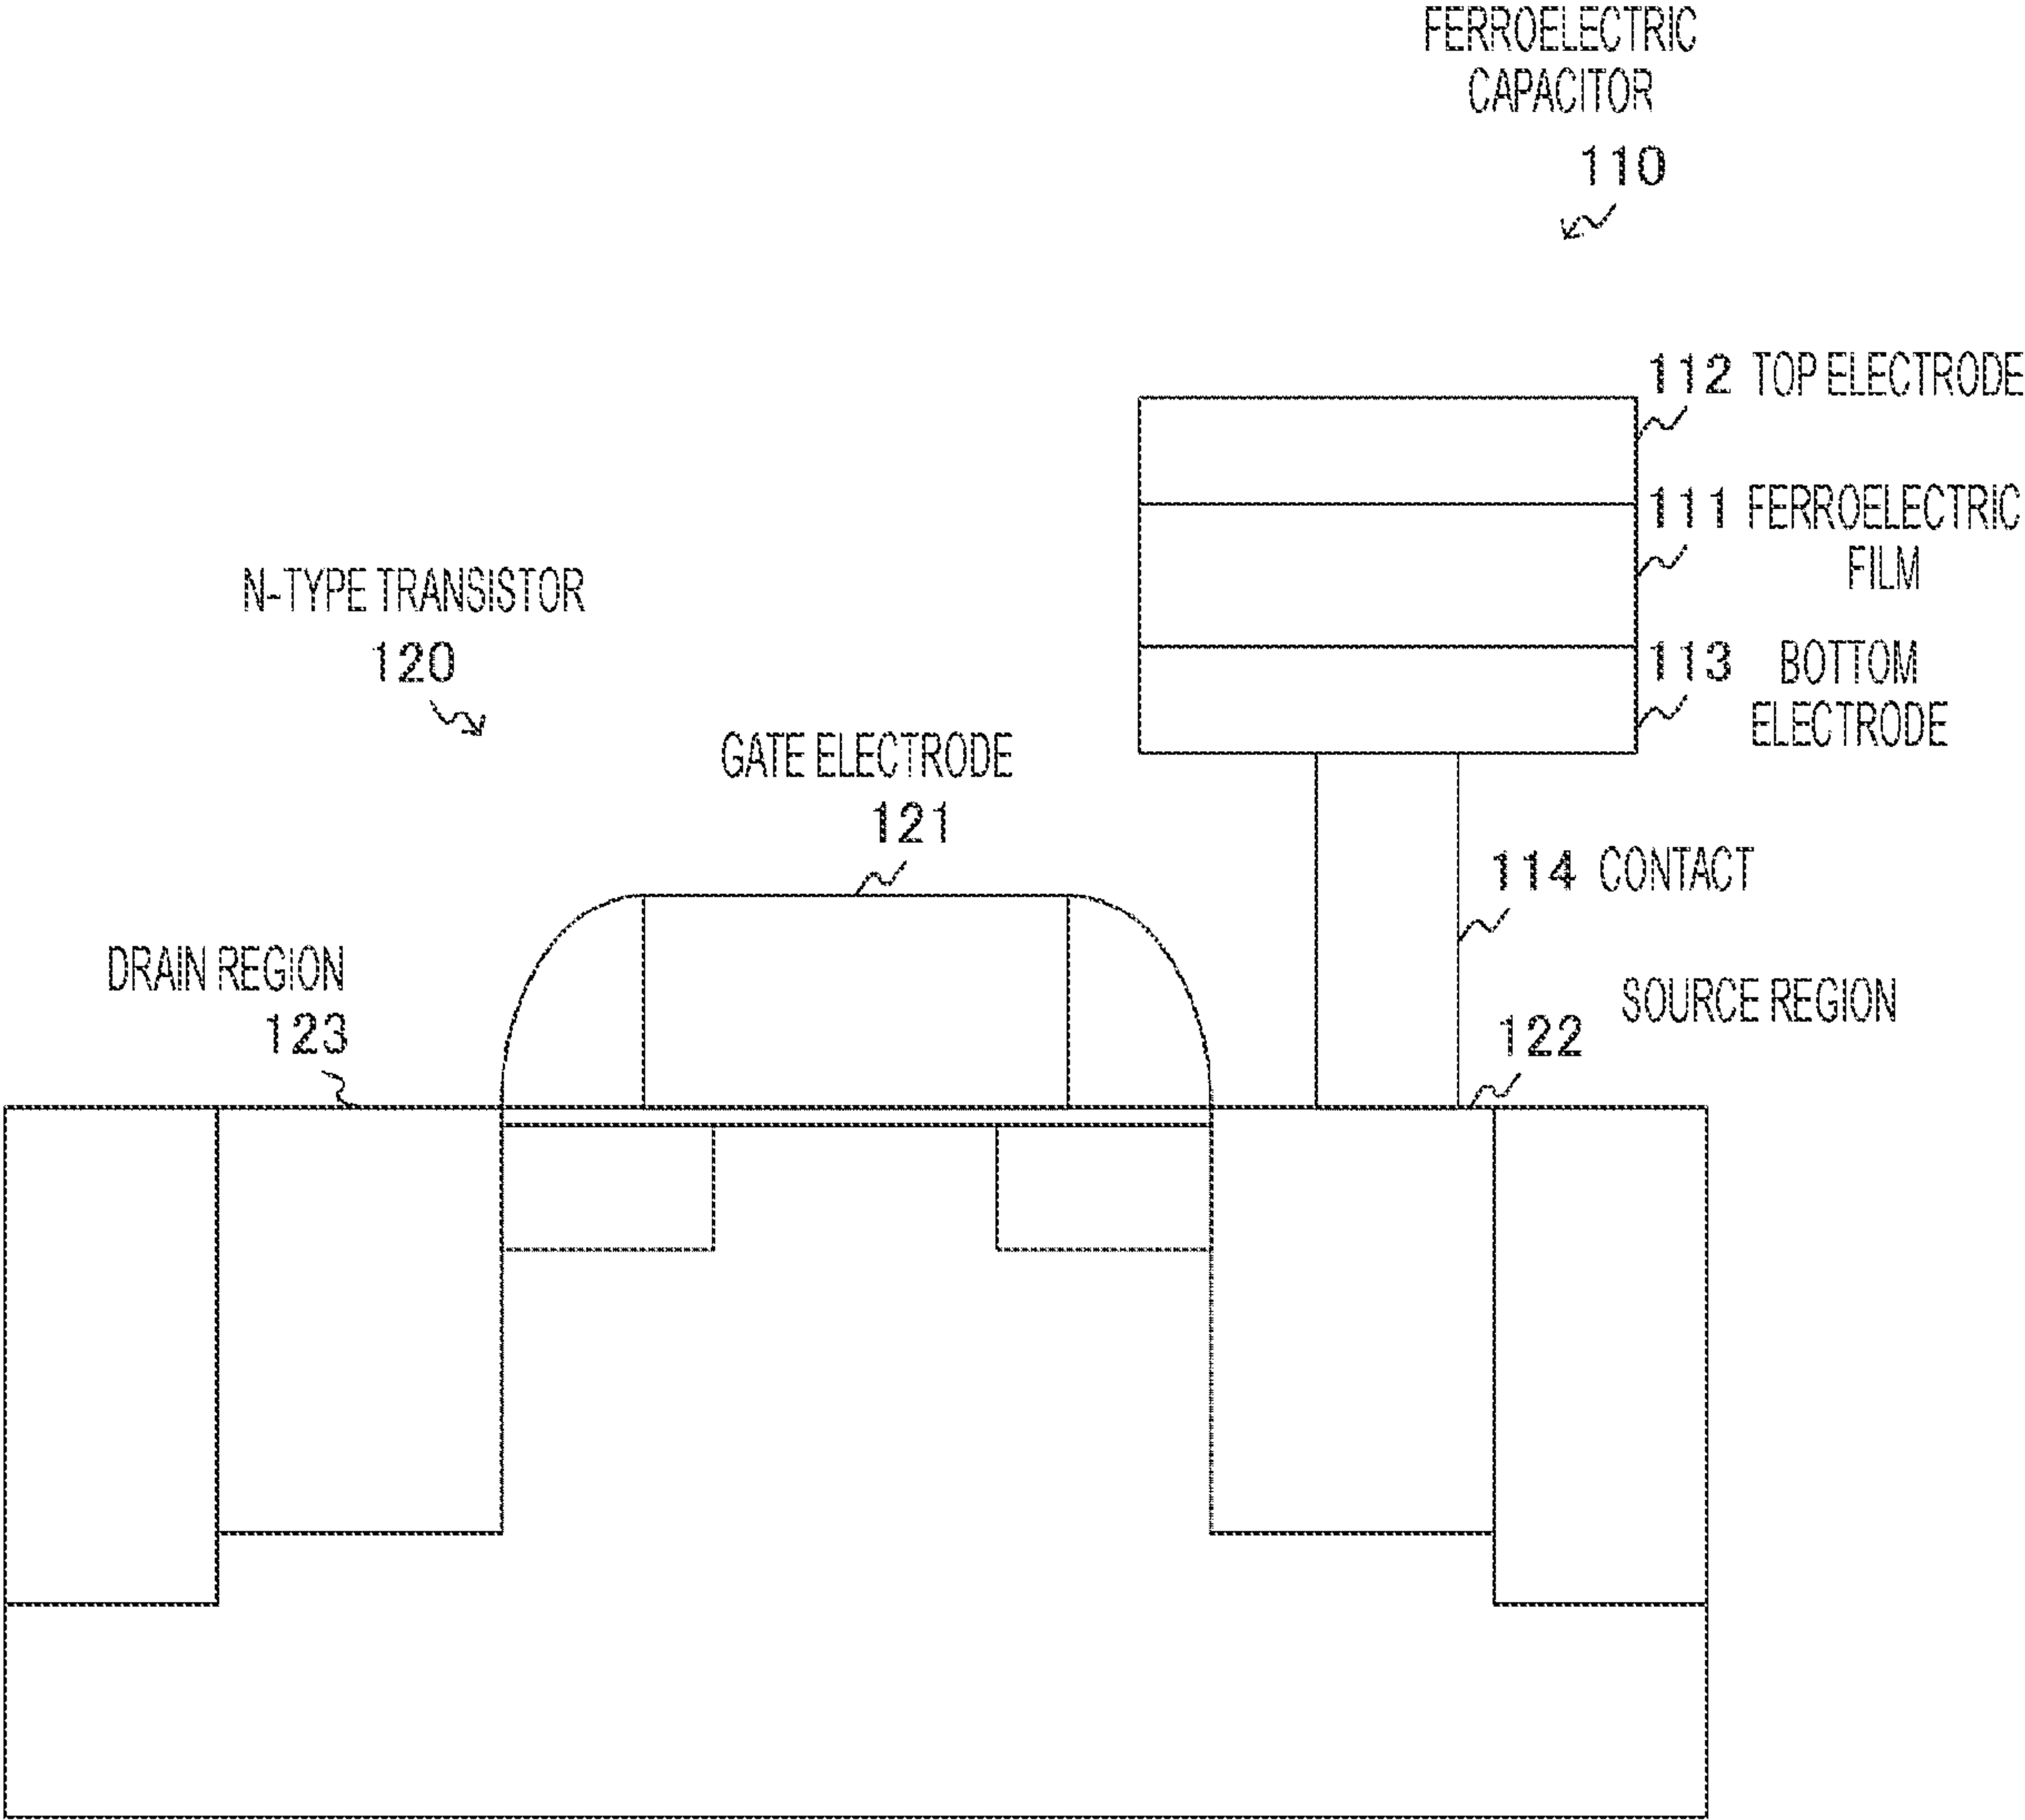 FERROELECTRIC
CAPACITOR
110
112 TOP ELECTRODE
111 FERROELECTRIC
FILM
N-TYPE TRANSISTOR
120
113 BOTTOM
ELECTRODE
GATE ELECTRODE
121
114 CONTACT
DRAIN REGION
123
SOURCE REGION
122